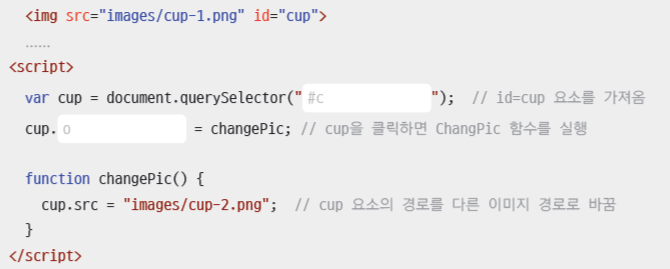 <img src="images/cup-1.png" id="cup">
......
<script>
var cup = document.querySelector("#c"); // id=cup 요소를 가져옴
cup.o = changePic; // cup을 클릭하면 ChangPic 함수를 실행
function changePic() {
cup.src = "images/cup-2.png"; // cup 요소의 경로를 다른 이미지 경로로 바꿈
}
</script>